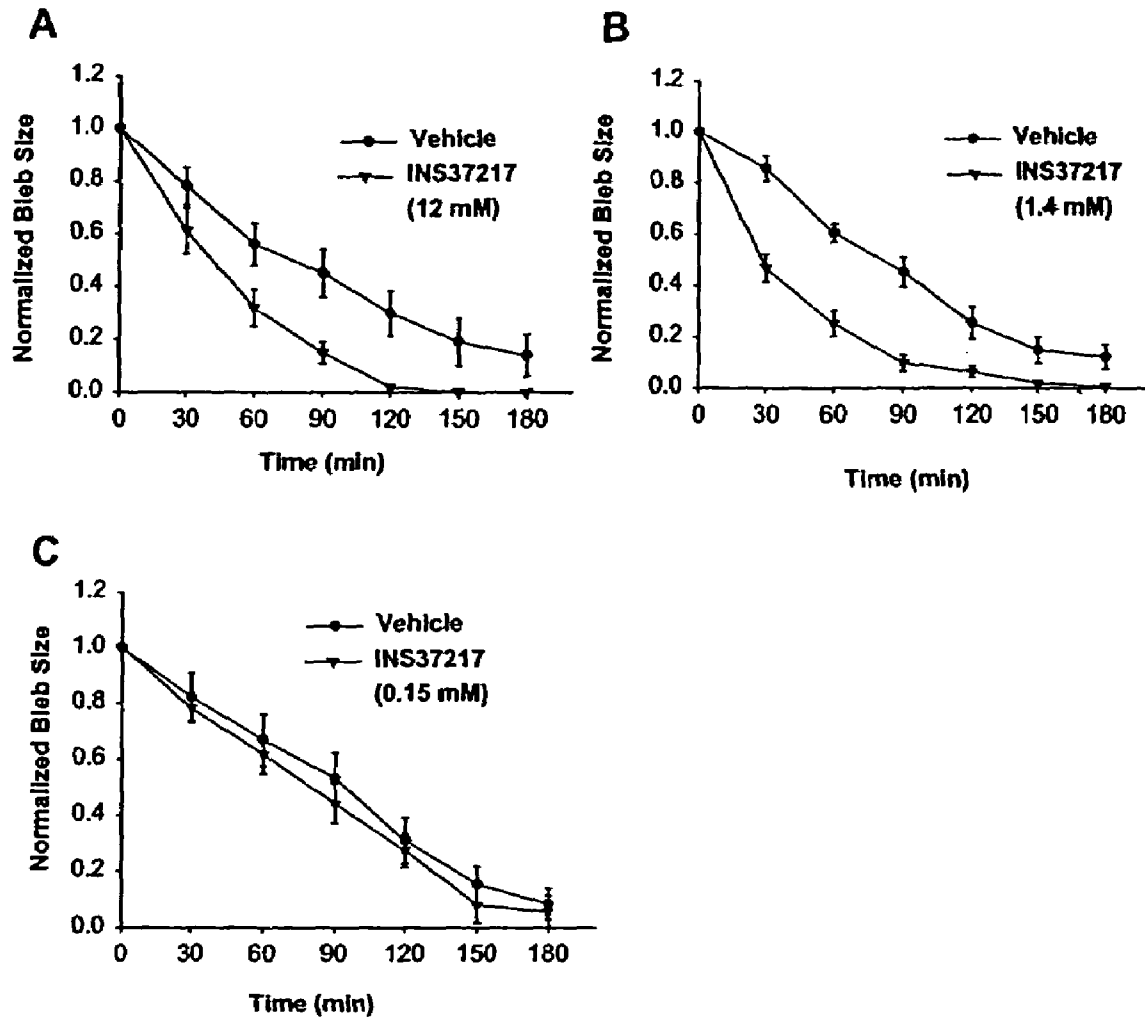 A
Normalized Bleb Size
1.2
1.0
0.8
0.6
0.4
0.2
0.0
Vehicle
INS37217
(12 mM)
0 30 60 90 120 150 180
Time (min)
B
Normalized Bleb Size
1.2
1.0
0.8
0.6
0.4
0.2
0.0
Vehicle
INS37217
(1.4 mM)
0 30 60 90 120 150 180
Time (min)
C
Normalized Bleb Size
1.2
1.0
0.8
0.6
0.4
0.2
0.0
Vehicle
INS37217
(0.15 mM)
0 30 60 90 120 150 180
Time (min)